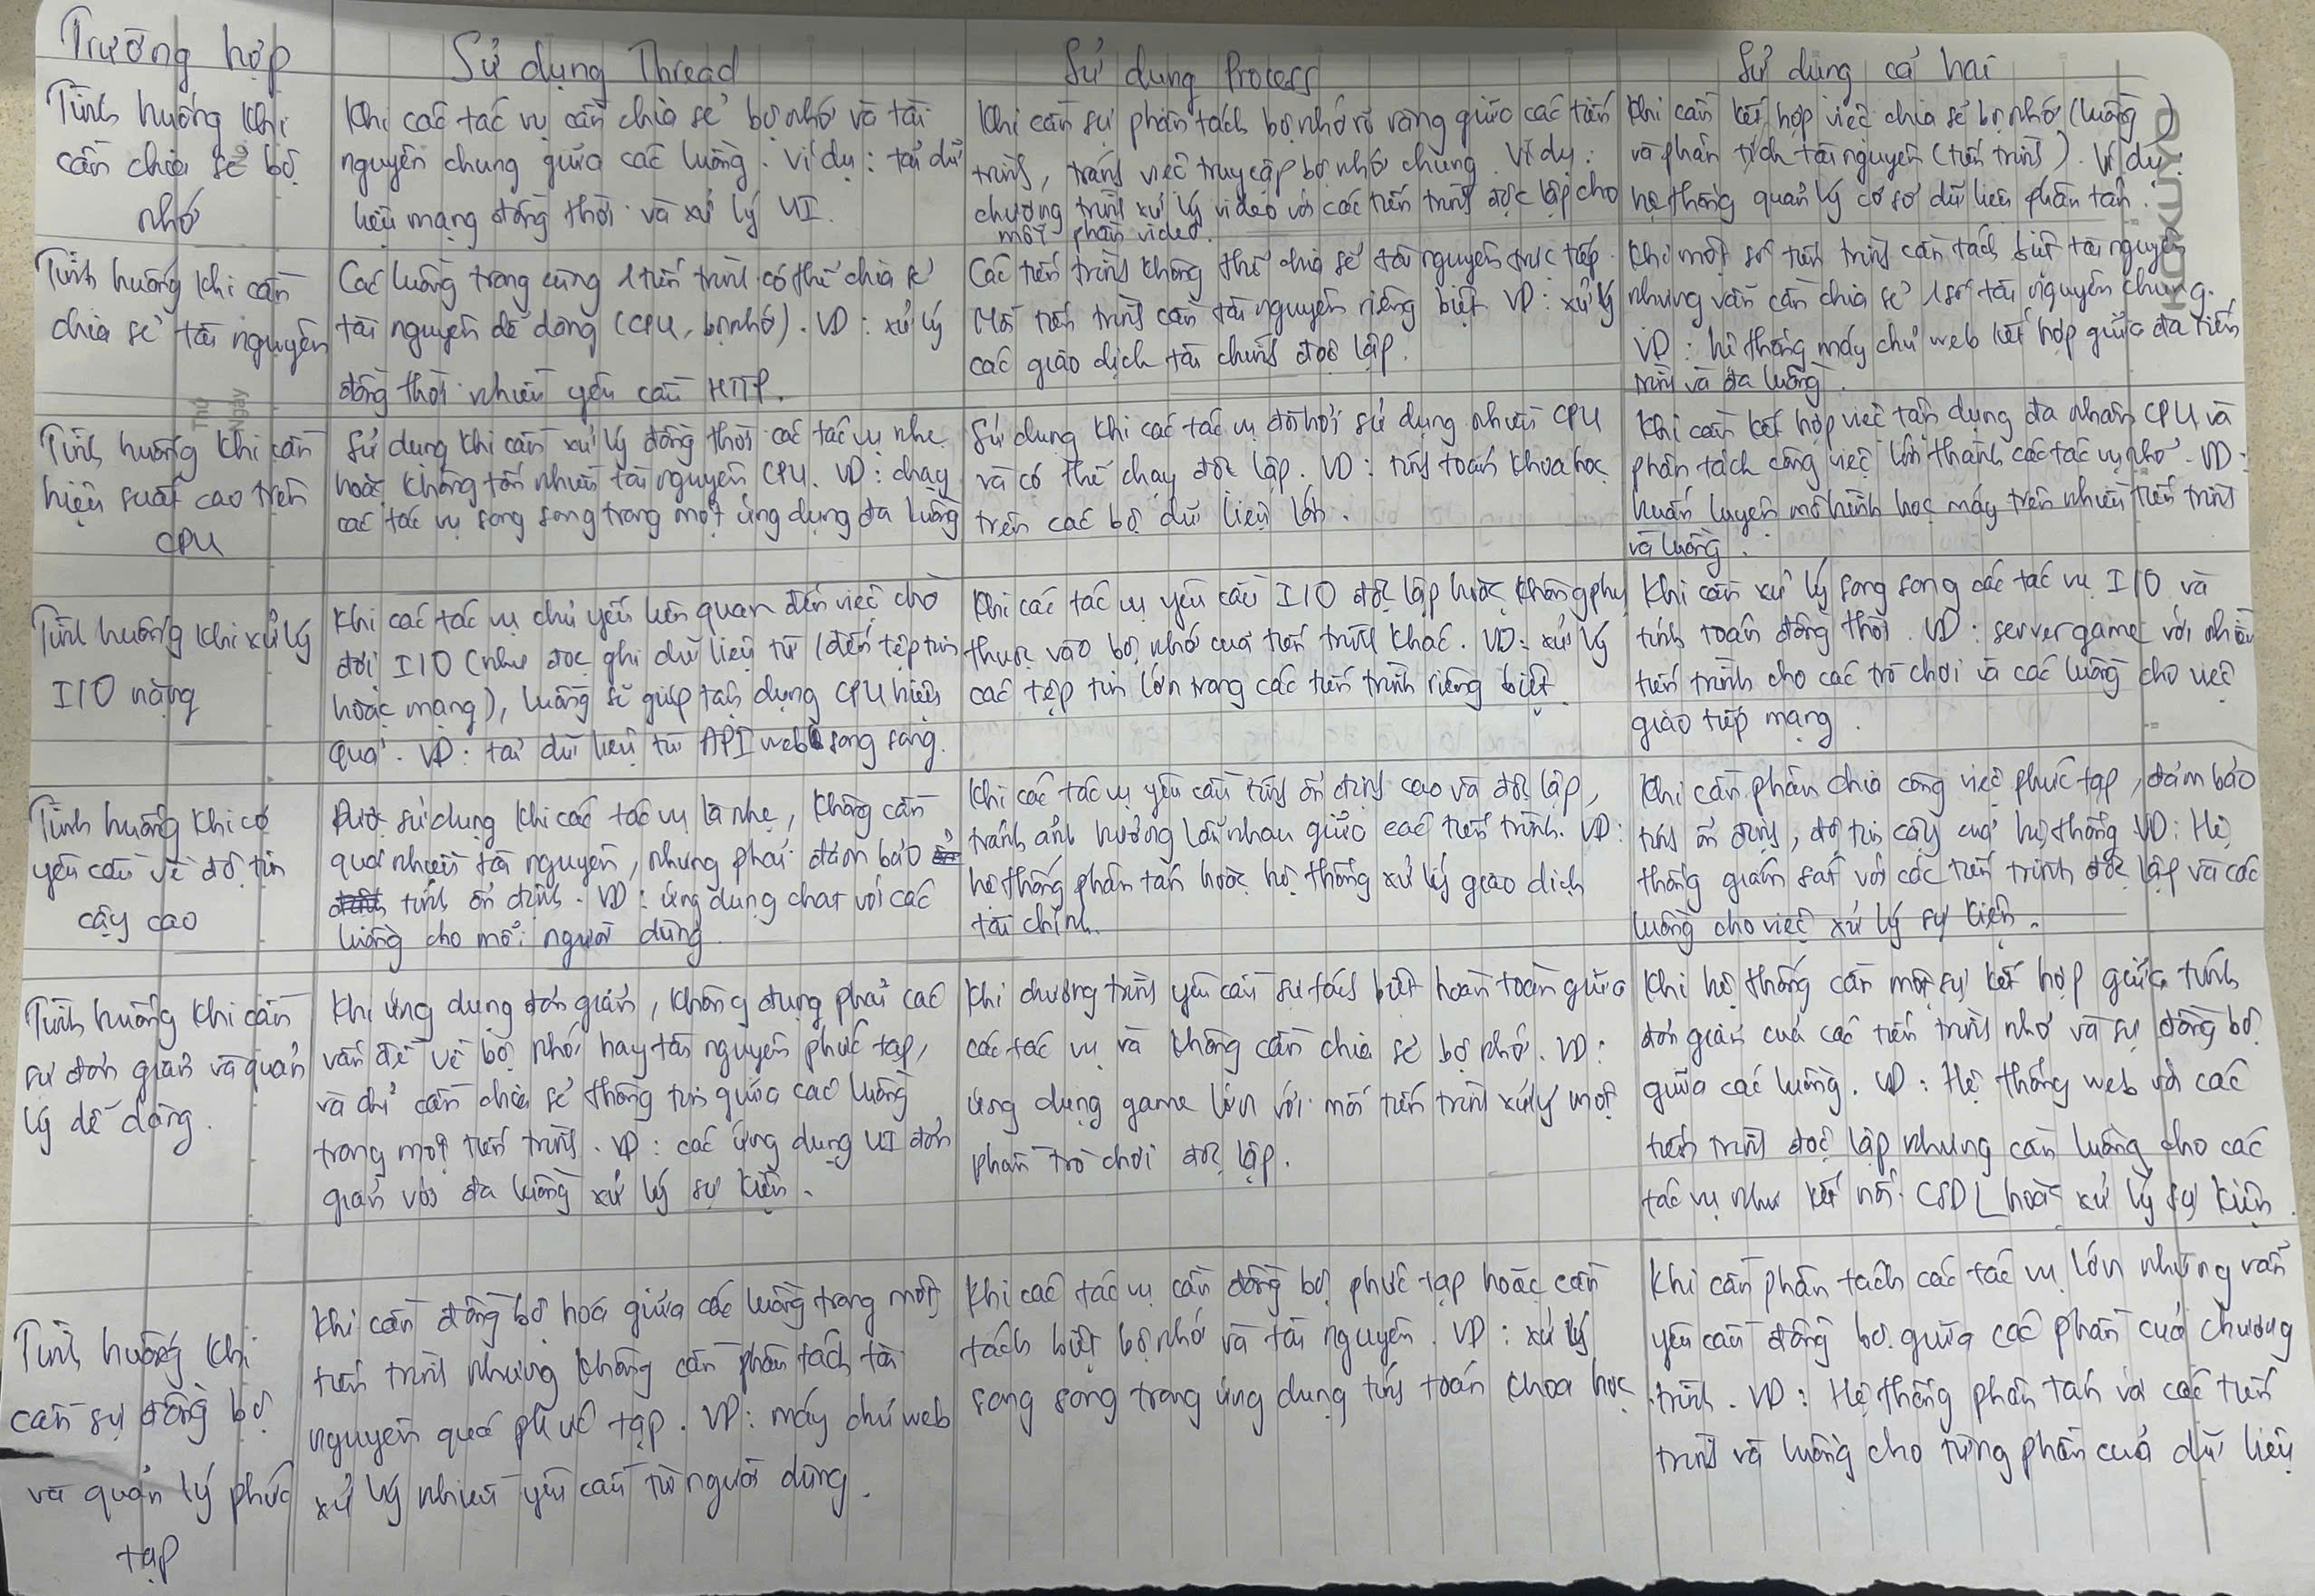 Trường hợp
Sử dụng Thread
Sử dung Process
Sử dùng cả hai
Tình huống khi
cần chia sẻ bộ
nhớ
Khi các tác vụ cần chia sẻ bộ nhớ và tài
nguyên chung giữa các luồng. Ví dụ: tải dữ
liệu mạng đồng thời và xử lý UI.
Khi cần sự phân tách bộ nhớ rõ ràng giữa các tiến
trình, tránh việc truy cập bộ nhớ chung. Ví dụ:
chương trình xử lý video với các tiến trình độc lập cho
mỗi phần video.
Khi cần kết hợp việc chia sẻ bộ nhớ (luồng)
và phân tích tài nguyên (tiến trình). Ví dụ:
hệ thống quản lý cơ sở dữ liệu phân tán.
Tình huống khi cần
chia sẻ tài nguyên
Các luồng trong cùng 1 tiến trình có thể chia sẻ
tài nguyên dễ dàng (CPU, bộ nhớ). VD: xử lý
đồng thời nhiều yêu cầu HTTP.
Các tiến trình không thể chia sẻ tài nguyên trực tiếp.
Mỗi tiến trình cần tài nguyên riêng biệt VD: xử lý
các giao dịch tài chính độc lập.
Khi một số tiến trình cần tách biệt tài nguyên
nhưng vẫn cần chia sẻ 1 số tài nguyên chung.
VD: hệ thống máy chủ web kết hợp giữa đa tiến
trình và đa luồng.
Thứ
Ngày
Tình huống khi cần
hiệu suất cao trên
CPU
Sử dụng khi cần xử lý đồng thời các tác vụ nhẹ
hoặc không tốn nhiều tài nguyên CPU. VD: chạy
các tác vụ song song trong một ứng dụng đa luồng
Sử dụng khi các tác vụ đòi hỏi sử dụng nhiều CPU
và có thể chạy độc lập. VD: tính toán khoa học
trên các bộ dữ liệu lớn.
Khi cần kết hợp việc tận dụng đa nhân CPU và
phân tách công việc lớn thành các tác vụ nhỏ. VD:
huấn luyện mô hình học máy trên nhiều tiến trình
và luồng.
Tình huống khi xử lý
I/O nặng
Khi các tác vụ chủ yếu liên quan đến việc chờ
đợi I/O (như đọc ghi dữ liệu từ / đến tệp tin
hoặc mạng), luồng sẽ giúp tận dụng CPU hiệu
quả. VD: tải dữ liệu từ API web song song.
Khi các tác vụ yêu cầu I/O độc lập hoặc không phụ
thuộc vào bộ nhớ của tiến trình khác. VD: xử lý
các tệp tin lớn trong các tiến trình riêng biệt.
Khi cần xử lý song song các tác vụ I/O và
tính toán đồng thời. VD: server game với nhiều
tiến trình cho các trò chơi và các luồng cho việc
giao tiếp mạng.
Tình huống khi có
yêu cầu về độ tin
cậy cao
Được sử dụng khi các tác vụ là nhẹ, không cần
quá nhiều tài nguyên, nhưng phải đảm bảo
tính ổn định. VD: ứng dụng chat với các
luồng cho mỗi người dùng.
Khi các tác vụ yêu cầu tính ổn định cao và độc lập,
tránh ảnh hưởng lẫn nhau giữa các tiến trình. VD:
hệ thống phân tán hoặc hệ thống xử lý giao dịch
tài chính.
Khi cần phân chia công việc phức tạp, đảm bảo
tính ổn định, độ tin cậy của hệ thống VD: Hệ
thống giám sát với các tiến trình độc lập và các
luồng cho việc xử lý sự kiện.
Tình huống khi cần
sự đơn giản và quản
lý dễ dàng.
Khi ứng dụng đơn giản, không đụng phải các
vấn đề về bộ nhớ hay tài nguyên phức tạp,
và chỉ cần chia sẻ thông tin giữa các luồng
trong một tiến trình. VD: các ứng dụng UI đơn
giản với đa luồng xử lý sự kiện.
Khi chương trình yêu cầu sự tách biệt hoàn toàn giữa
các tác vụ và không cần chia sẻ bộ nhớ. VD:
ứng dụng game lớn với mỗi tiến trình xử lý một
phần trò chơi độc lập.
Khi hệ thống cần một sự kết hợp giữa tính
đơn giản của các tiến trình nhỏ và sự đồng bộ
giữa các luồng. VD: Hệ thống web với các
tiến trình độc lập nhưng cần luồng cho các
tác vụ như kết nối CSDL hoặc xử lý sự kiện.
Tình huống khi
cần sự đồng bộ
và quản lý phức
tạp
Khi cần đồng bộ hóa giữa các luồng trong một
tiến trình nhưng không cần phân tách tài
nguyên quá phức tạp. VD: máy chủ web
xử lý nhiều yêu cầu từ người dùng.
Khi các tác vụ cần đồng bộ phức tạp hoặc cần
tách biệt bộ nhớ và tài nguyên. VD: xử lý
song song trong ứng dụng tính toán khoa học
Khi cần phân tách các tác vụ lớn nhưng vẫn
yêu cầu đồng bộ giữa các phần của chương
trình. VD: Hệ thống phân tán với các tiến
trình và luồng cho từng phần của dữ liệu